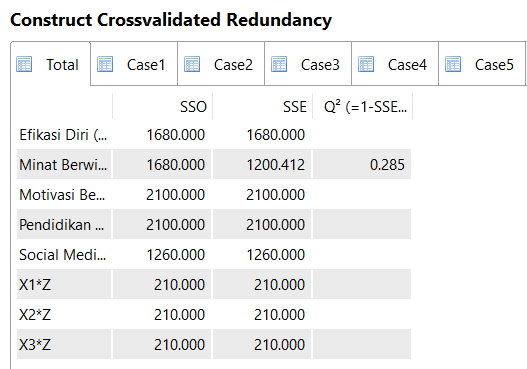 Construct Crossvalidated Redundancy
Total Case1 Case2 Case3 Case4 Case5
SSO SSE Q² (=1-SSE...
Efikasi Diri (... 1680.000 1680.000
Minat Berwi... 1680.000 1200.412 0.285
Motivasi Be... 2100.000 2100.000
Pendidikan ... 2100.000 2100.000
Social Medi... 1260.000 1260.000
X1*Z 210.000 210.000
X2*Z 210.000 210.000
X3*Z 210.000 210.000